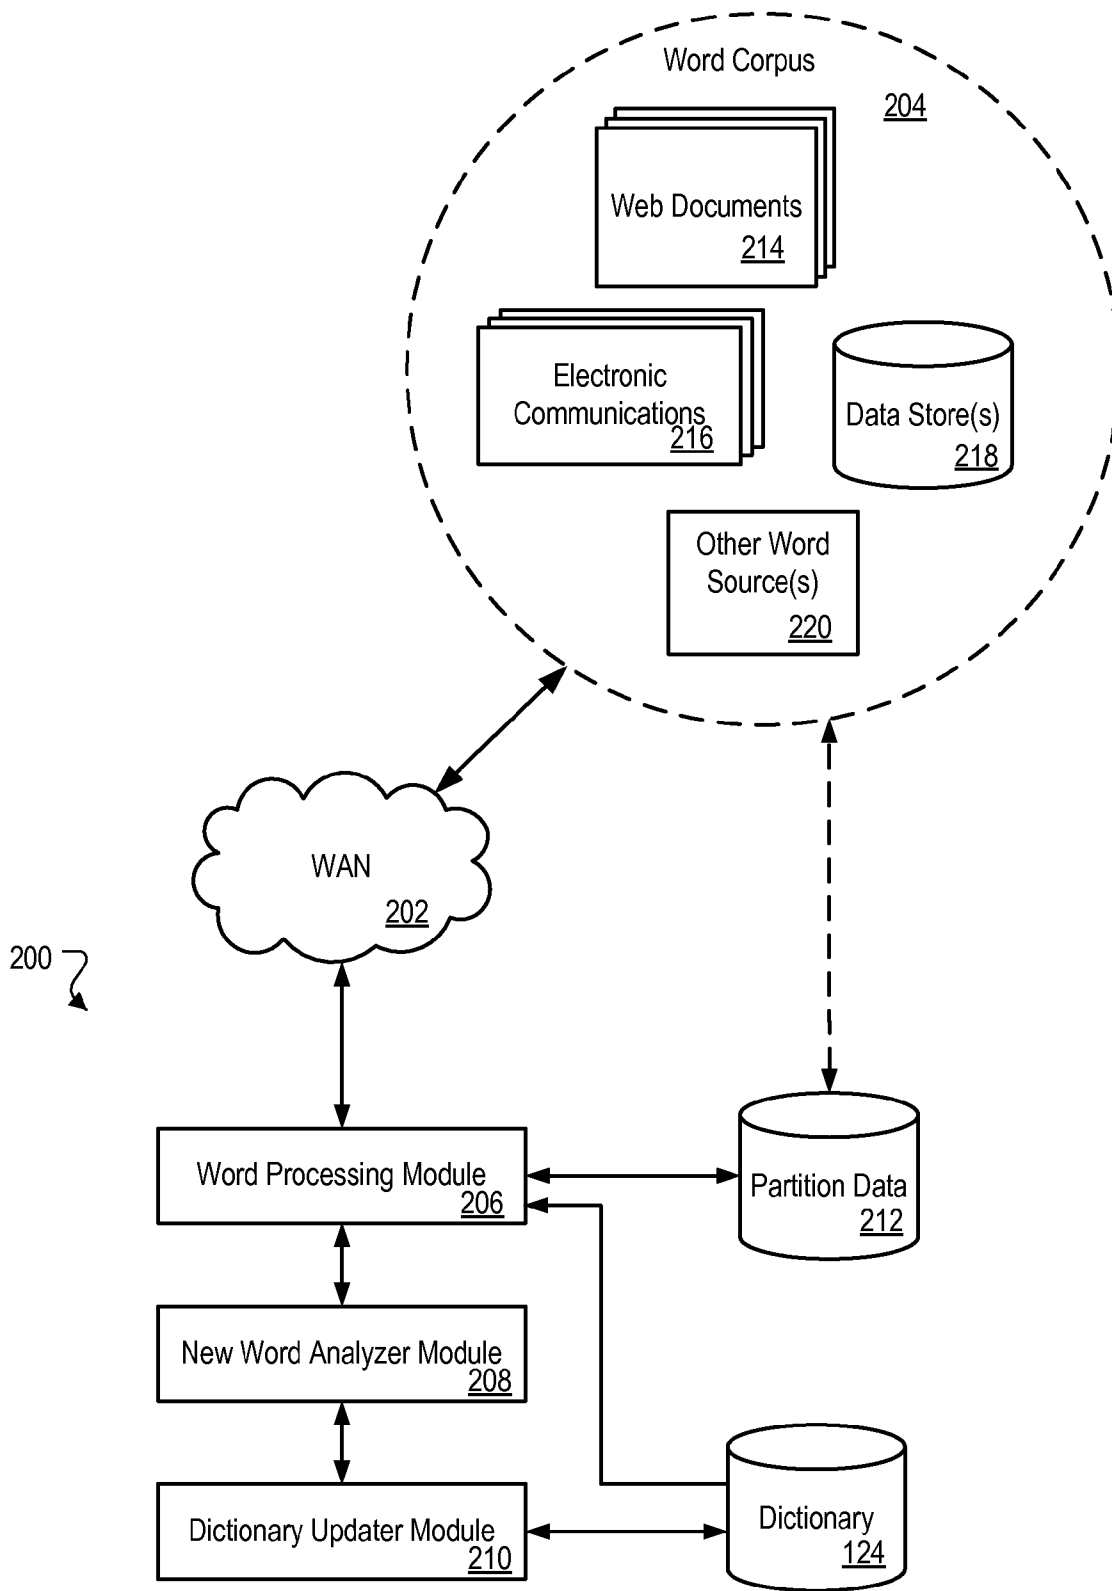 Word Corpus
204
Web Documents
214
Electronic
Communications
216
Data Store(s)
218
Other Word
Source(s)
220
WAN
202
200
Word Processing Module
206
Partition Data
212
New Word Analyzer Module
208
Dictionary Updater Module
210
Dictionary
124